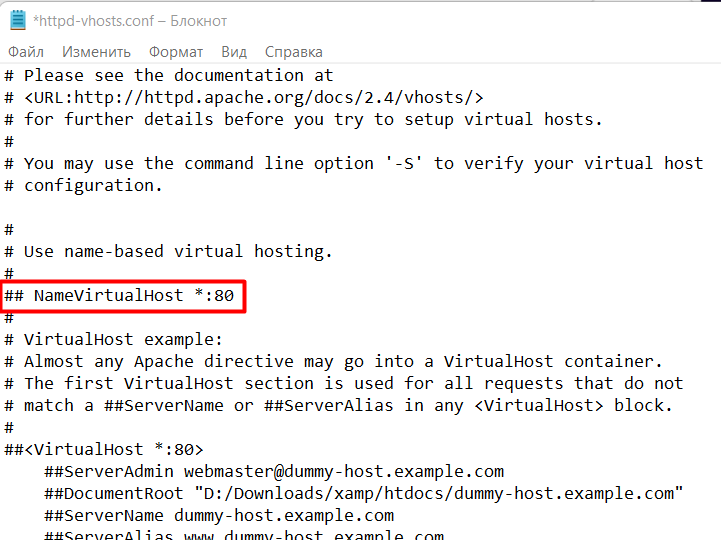 *httpd-vhosts.conf – Блокнот
Файл Изменить Формат Вид Справка
# Please see the documentation at
# <URL:http://httpd.apache.org/docs/2.4/vhosts/>
# for further details before you try to setup virtual hosts.
#
# You may use the command line option '-S' to verify your virtual host
# configuration.
#
# Use name-based virtual hosting.
#
## NameVirtualHost *:80
#
# VirtualHost example:
# Almost any Apache directive may go into a VirtualHost container.
# The first VirtualHost section is used for all requests that do not
# match a ##ServerName or ##ServerAlias in any <VirtualHost> block.
#
##<VirtualHost *:80>
##ServerAdmin webmaster@dummy-host.example.com
##DocumentRoot "D:/Downloads/xamp/htdocs/dummy-host.example.com"
##ServerName dummy-host.example.com
##ServerAlias www.dummy-host.example.com